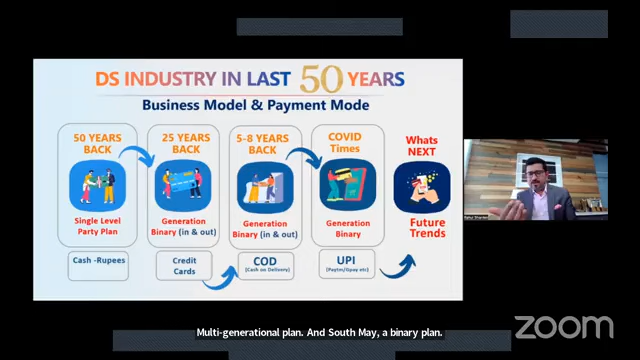 DS INDUSTRY IN LAST 50 YEARS
Business Model & Payment Mode
50 YEARS
BACK
Single Level
Party Plan
Cash -Rupees
25 YEARS
BACK
Generation
Binary (in & out)
Credit
Cards
5-8 YEARS
BACK
Generation
Binary (in & out)
COD
[Cash on Delivery]
COVID
Times
Generation
Binary
UPI
[Paytm/Gpay etc]
Whats
NEXT
Future
Trends
Multi-generational plan. And South May, a binary plan.
zoom